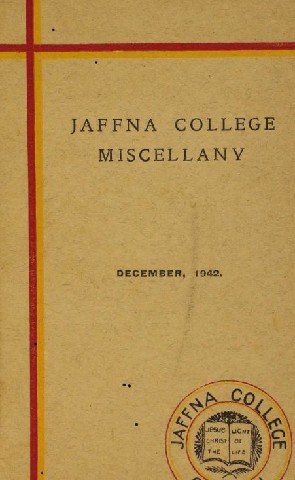 JAFFNA COLLEGE
MISCELLANY
DECEMBER, 1942.
JAFFNA COLLEGE
JESUS LIGHT
CHRIST OF
THE LIFE